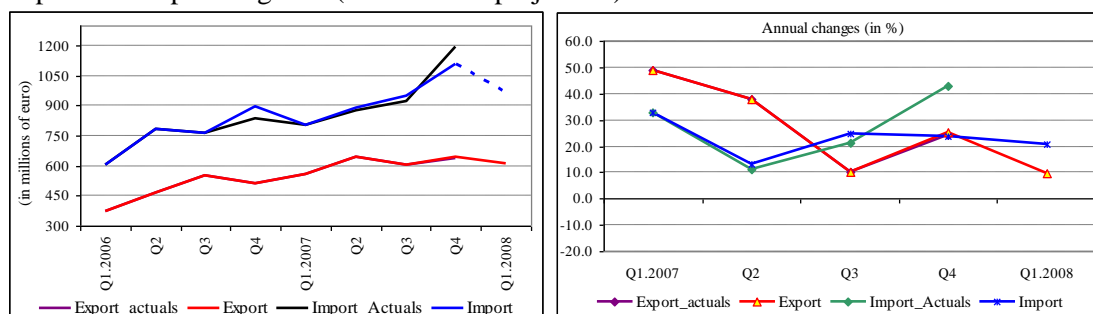 Annual changes (in %)
(in millions of euro)
1200
1050
900
750
600
450
300
Q1.2006
Q2
Q3
Q4
Q1.2007
Q2
Q3
Q4
Q1.2008
Export_actuals Export Import_Actuals Import
60.0
50.0
40.0
30.0
20.0
10.0
0.0
-10.0
-20.0
Q1.2007 Q2 Q3 Q4 Q1.2008
Export_actuals Export Import_Actuals Import